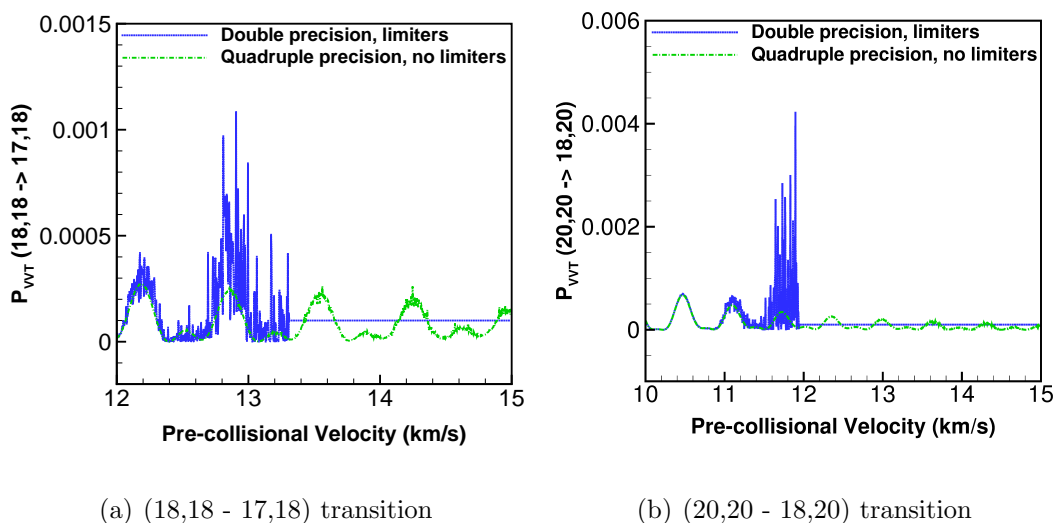 0.0015
Double precision, limiters
Quadruple precision, no limiters
0.001
0.0005
0
P_VVT (18,18 -> 17,18)
12 13 14 15
Pre-collisional Velocity (km/s)
(a) (18,18 - 17,18) transition
0.006
Double precision, limiters
Quadruple precision, no limiters
0.004
0.002
0
P_VVT (20,20 -> 18,20)
10 11 12 13 14 15
Pre-collisional Velocity (km/s)
(b) (20,20 - 18,20) transition